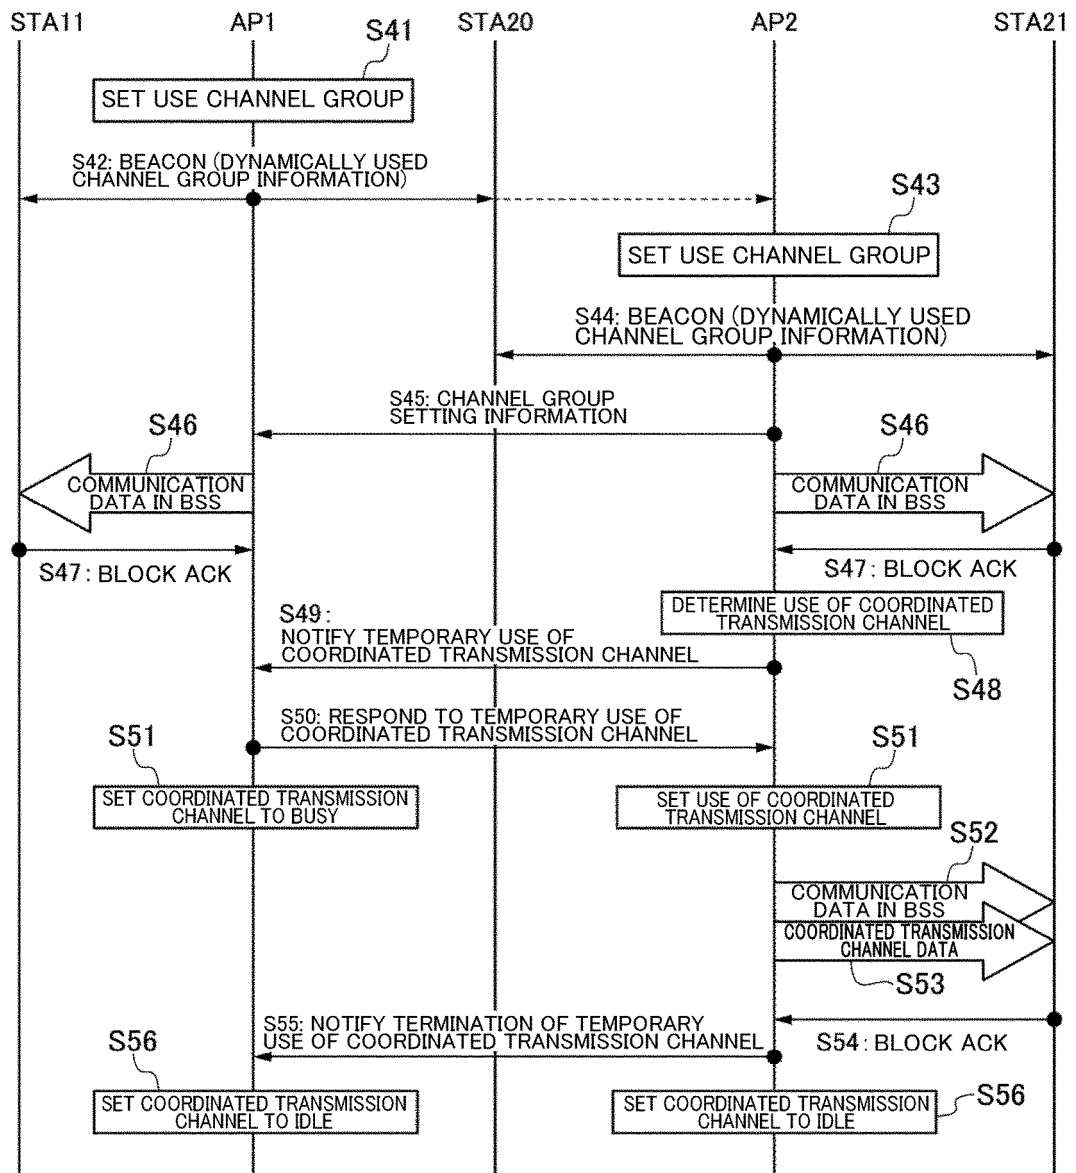 STA11 AP1 STA20 AP2 STA21
S41
SET USE CHANNEL GROUP
S42: BEACON (DYNAMICALLY USED
CHANNEL GROUP INFORMATION)
S43
SET USE CHANNEL GROUP
S44: BEACON (DYNAMICALLY USED
CHANNEL GROUP INFORMATION)
S45: CHANNEL GROUP
SETTING INFORMATION
S46
COMMUNICATION
DATA IN BSS
S46
COMMUNICATION
DATA IN BSS
S47: BLOCK ACK
S47: BLOCK ACK
DETERMINE USE OF COORDINATED
TRANSMISSION CHANNEL
S48
S49:
NOTIFY TEMPORARY USE OF
COORDINATED TRANSMISSION CHANNEL
S50: RESPOND TO TEMPORARY USE OF
COORDINATED TRANSMISSION CHANNEL
S51
SET COORDINATED TRANSMISSION
CHANNEL TO BUSY
S51
SET USE OF COORDINATED
TRANSMISSION CHANNEL
S52
COMMUNICATION
DATA IN BSS
COORDINATED TRANSMISSION
CHANNEL DATA
S53
S54: BLOCK ACK
S55: NOTIFY TERMINATION OF TEMPORARY
USE OF COORDINATED TRANSMISSION CHANNEL
S56
SET COORDINATED TRANSMISSION
CHANNEL TO IDLE
SET COORDINATED TRANSMISSION
CHANNEL TO IDLE
S56